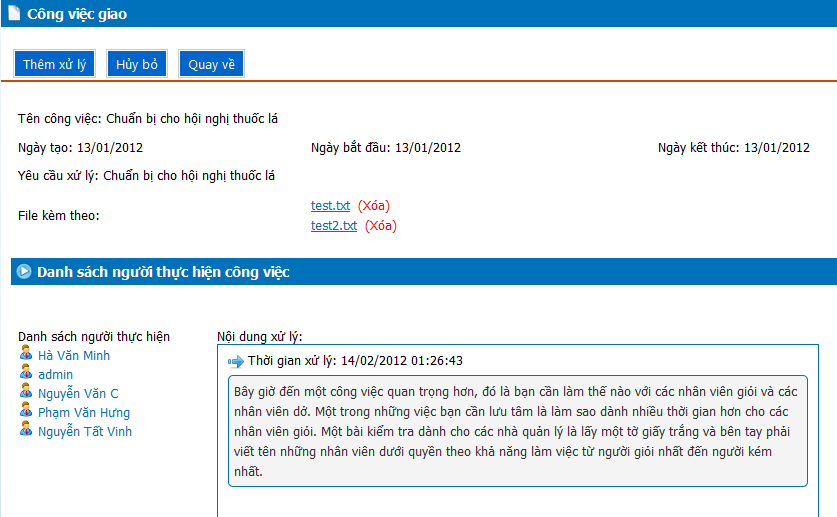 Công việc giao
Thêm xử lý Hủy bỏ Quay về
Tên công việc: Chuẩn bị cho hội nghị thuốc lá
Ngày tạo: 13/01/2012 Ngày bắt đầu: 13/01/2012 Ngày kết thúc: 13/01/2012
Yêu cầu xử lý: Chuẩn bị cho hội nghị thuốc lá
File kèm theo:
test.txt (Xóa)
test2.txt (Xóa)
Danh sách người thực hiện công việc
Danh sách người thực hiện
Hà Văn Minh
admin
Nguyễn Văn C
Phạm Văn Hưng
Nguyễn Tất Vinh
Nội dung xử lý:
Thời gian xử lý: 14/02/2012 01:26:43
Bây giờ đến một công việc quan trọng hơn, đó là bạn cần làm thế nào với các nhân viên giỏi và các
nhân viên dở. Một trong những việc bạn cần lưu tâm là làm sao dành nhiều thời gian hơn cho các
nhân viên giỏi. Một bài kiểm tra dành cho các nhà quản lý là lấy một tờ giấy trắng và bên tay phải
viết tên những nhân viên dưới quyền theo khả năng làm việc từ người giỏi nhất đến người kém
nhất.